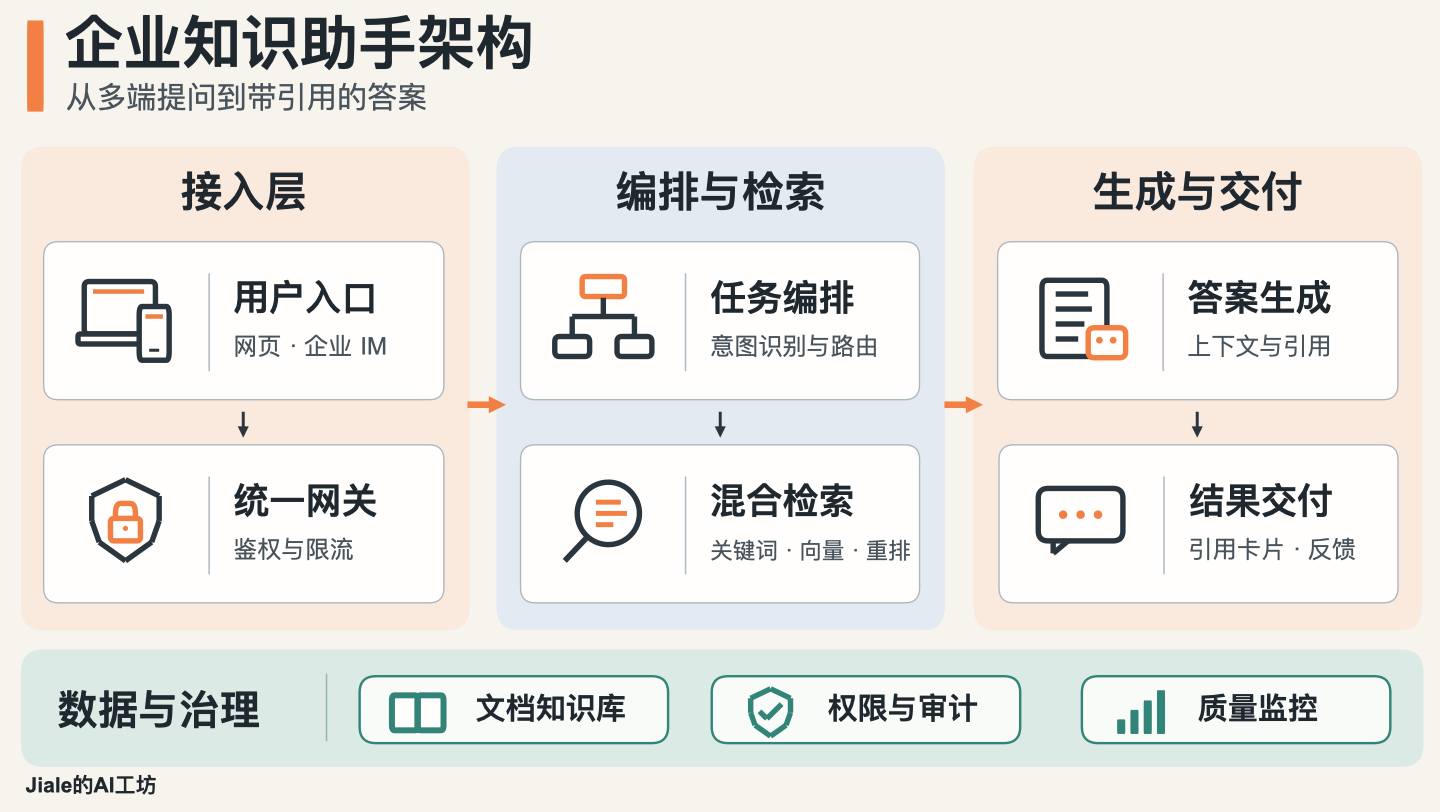 企业知识助手架构
从多端提问到带引用的答案
接入层
用户入口
网页 · 企业 IM
统一网关
鉴权与限流
编排与检索
任务编排
意图识别与路由
混合检索
关键词 · 向量 · 重排
生成与交付
答案生成
上下文与引用
结果交付
引用卡片 · 反馈
数据与治理
文档知识库
权限与审计
质量监控
Jiale的AI工坊